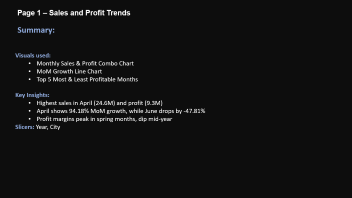 Page 1 – Sales and Profit Trends
Summary:
Visuals used:
• Monthly Sales & Profit Combo Chart
• MoM Growth Line Chart
• Top 5 Most & Least Profitable Months
Key Insights:
• Highest sales in April (24.6M) and profit (9.3M)
• April shows 94.18% MoM growth, while June drops by -47.81%
• Profit margins peak in spring months, dip mid-year
Slicers: Year, City